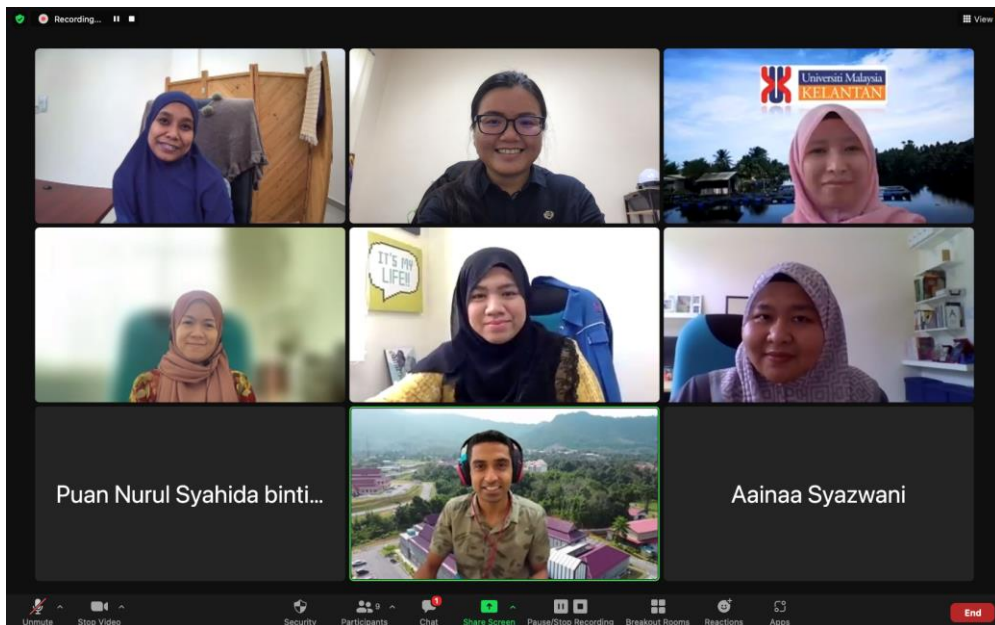 Recording...
View
Universiti Malaysia
KELANTAN
IT'S MY
LIFE!!
Puan Nurul Syahida binti...
Aainaa Syazwani
Unmute
Stop Video
Security
9
Participants
1
Chat
Share Screen
Pause/Stop Recording
Breakout Rooms
Reactions
Apps
End